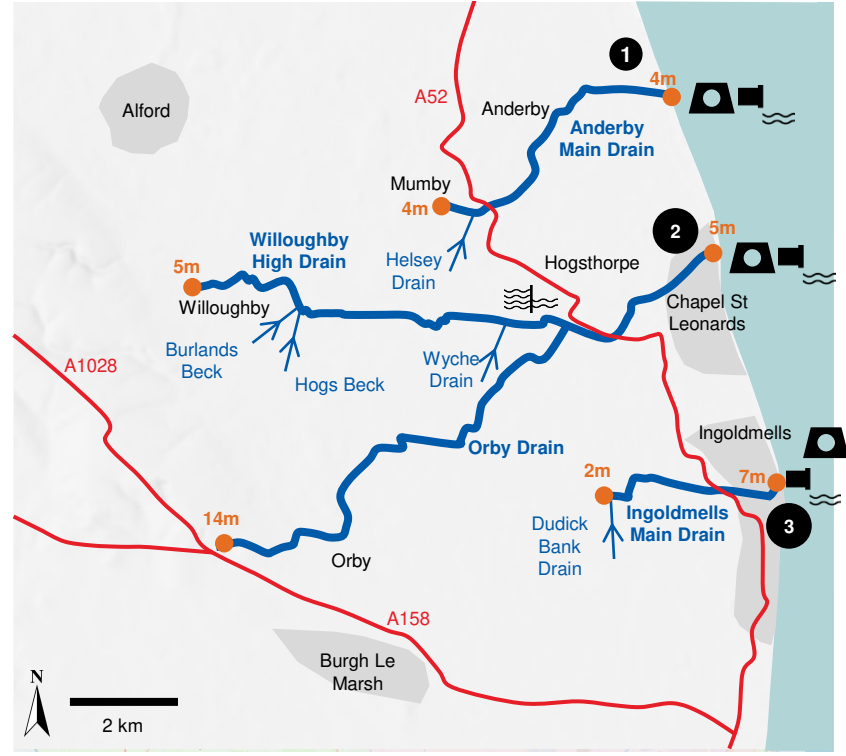 1
4m
A52
Alford
Anderby
Anderby
Main Drain
Mumby
4m
2
5m
Willoughby
High Drain
Helsey
Drain
Hogsthorpe
5m
Willoughby
Chapel St
Leonards
Burlands
Beck
Wyche
Drain
A1028
Hogs Beck
Ingoldmells
Orby Drain
2m
7m
14m
Ingoldmells
Main Drain
Dudick
Bank
Drain
3
Orby
A158
Burgh Le
Marsh
N
2 km